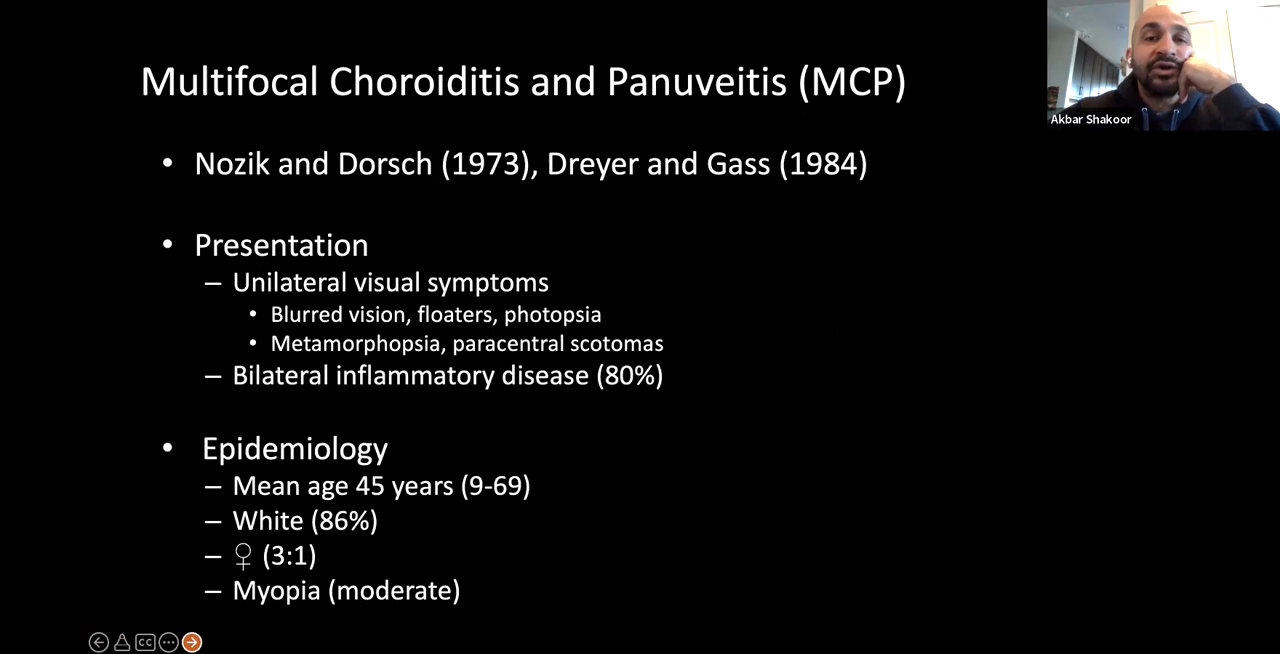 Multifocal Choroiditis and Panuveitis (MCP)
Akbar Shakoor
• Nozik and Dorsch (1973), Dreyer and Gass (1984)
• Presentation
– Unilateral visual symptoms
• Blurred vision, floaters, photopsia
• Metamorphopsia, paracentral scotomas
– Bilateral inflammatory disease (80%)
• Epidemiology
– Mean age 45 years (9-69)
– White (86%)
– ♀ (3:1)
– Myopia (moderate)
CC